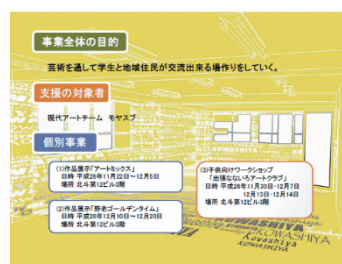 事業全体の目的
芸術を通して学生と地域住民が交流出来る場作りをしていく。
支援の対象者
現代アートチーム　モヤスブ
個別事業
(1)作品展示「アートミックス」
日時 平成26年11月22日～12月5日
場所 北斗第12ビル3階
(2)作品展示「野老ゴールデンタイム」
日時 平成26年12月10日～12月20日
場所 北斗第12ビル3階
(3)子供向けワークショップ
「出張なないろアートクラブ」
日時 平成26年11月30日・12月7日
12月13日・12月14日
場所 北斗第12ビル3階
KOWASHIYA
Kowashiya
KOWASHIYA